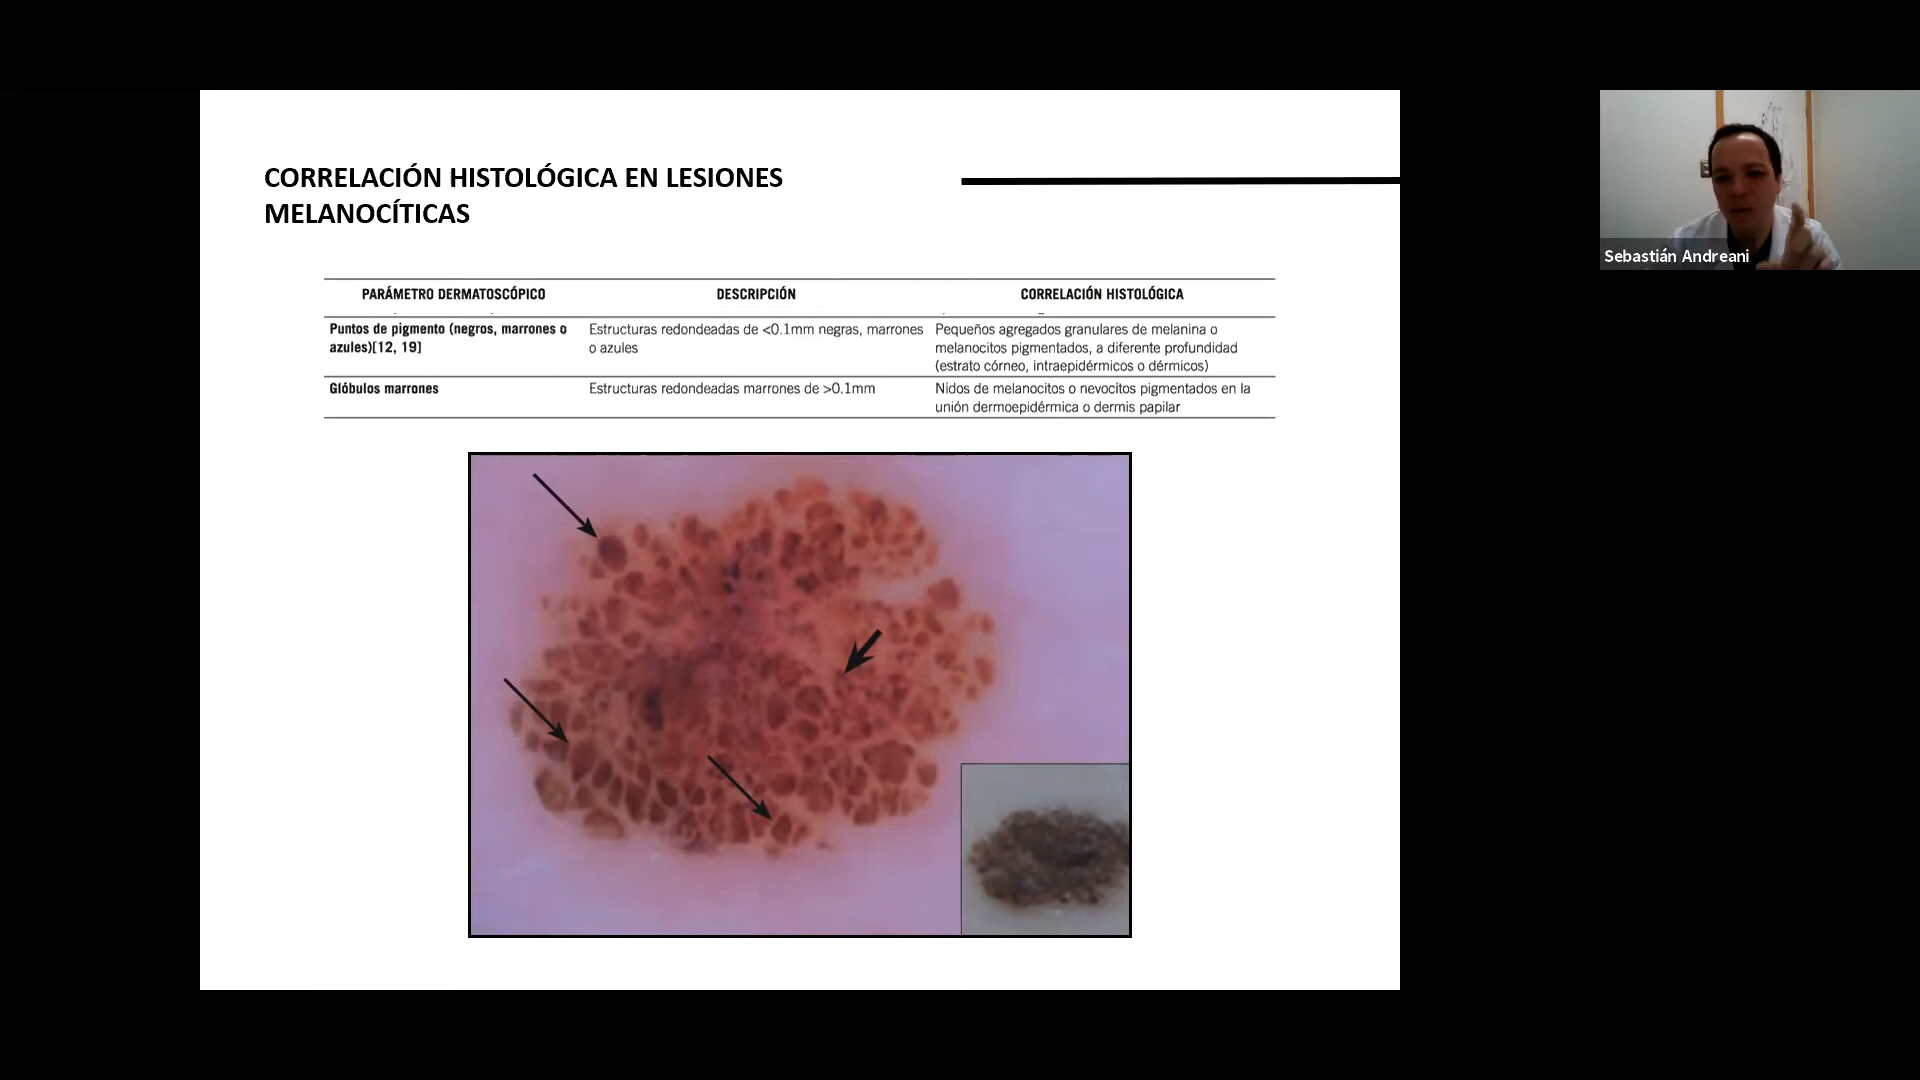 CORRELACIÓN HISTOLÓGICA EN LESIONES
MELANOCÍTICAS
PARÁMETRO DERMATOSCÓPICO DESCRIPCIÓN CORRELACIÓN HISTOLÓGICA
Puntos de pigmento (negros, marrones o
azules)[12, 19]
Estructuras redondeadas de <0.1mm negras, marrones
o azules
Pequeños agregados granulares de melanina o
melanocitos pigmentados, a diferente profundidad
(estrato córneo, intraepidérmicos o dérmicos)
Glóbulos marrones
Estructuras redondeadas marrones de >0.1mm
Nidos de melanocitos o nevocitos pigmentados en la
unión dermoepidérmica o dermis papilar
Sebastián Andreani